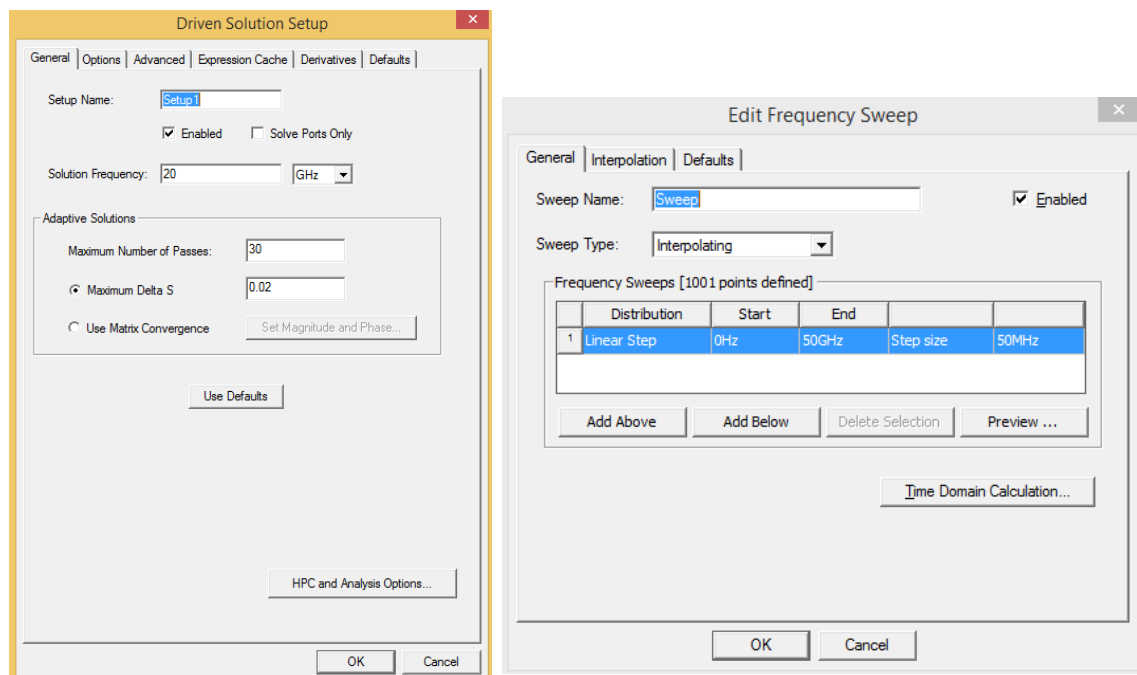 Driven Solution Setup
General Options Advanced Expression Cache Derivatives Defaults
Setup Name: Setup1
Enabled Solve Ports Only
Solution Frequency: 20 GHz
Adaptive Solutions
Maximum Number of Passes: 30
Maximum Delta S 0.02
Use Matrix Convergence Set Magnitude and Phase...
Use Defaults
HPC and Analysis Options...
OK Cancel
Edit Frequency Sweep
General Interpolation Defaults
Sweep Name: Sweep Enabled
Sweep Type: Interpolating
Frequency Sweeps [1001 points defined]
Distribution Start End
1 Linear Step 0Hz 50GHz Step size 50MHz
Add Above Add Below Delete Selection Preview ...
Time Domain Calculation...
OK Cancel